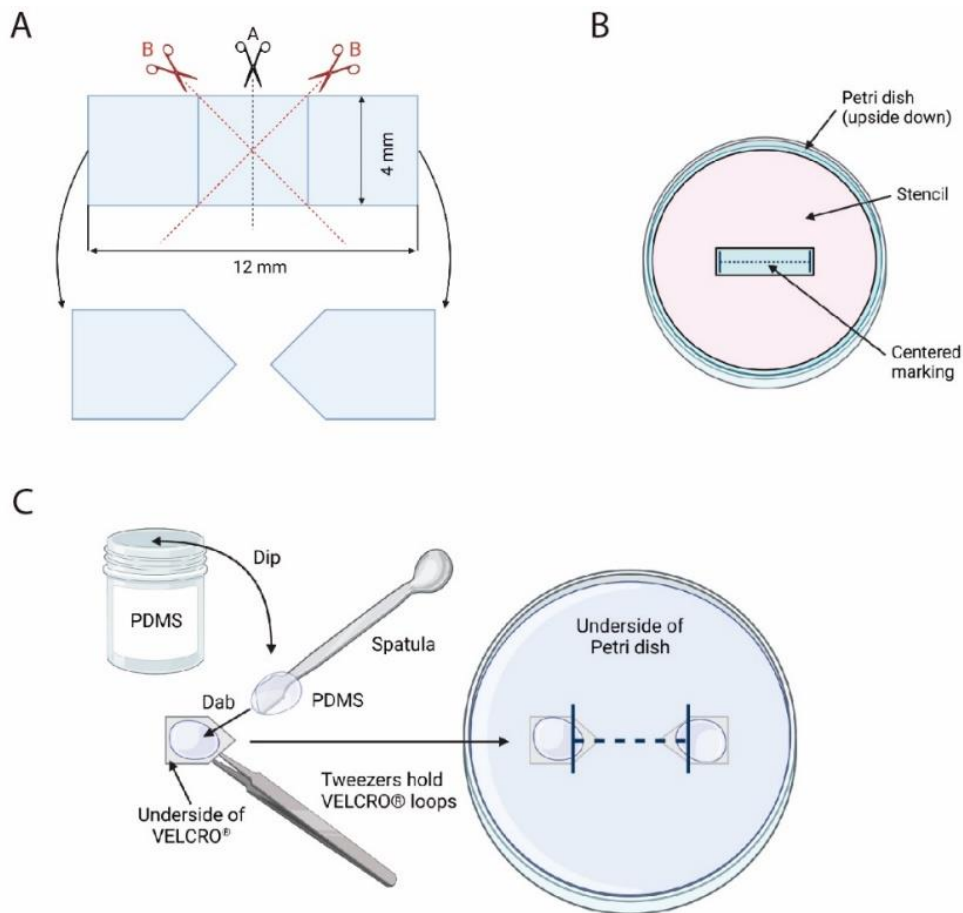 A
B
A
B
4 mm
12 mm
B
Petri dish
(upside down)
Stencil
Centered
marking
C
PDMS
Dip
Spatula
Dab
PDMS
Underside of
VELCRO®
Tweezers hold
VELCRO® loops
Underside of
Petri dish